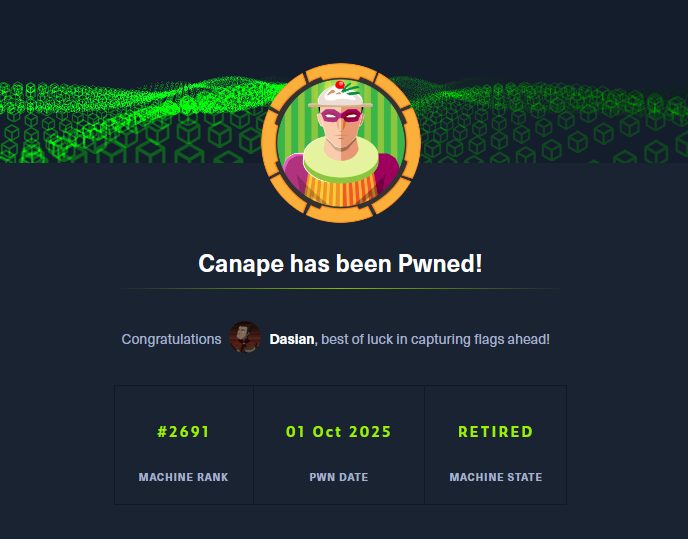 Canape has been Pwned!
Congratulations Dasian, best of luck in capturing flags ahead!
#2691 01 Oct 2025 RETIRED
MACHINE RANK PWN DATE MACHINE STATE